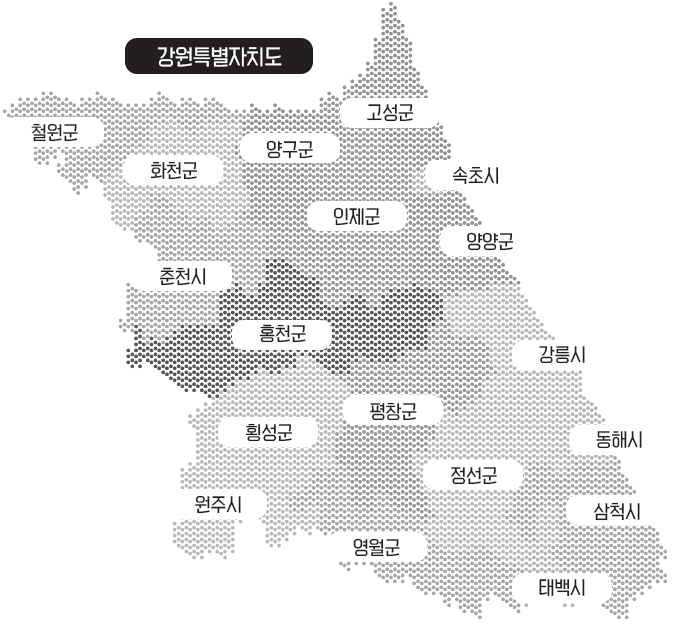 강원특별자치도
고성군
철원군
양구군
화천군
속초시
인제군
양양군
춘천시
홍천군
강릉시
평창군
횡성군
동해시
정선군
원주시
삼척시
영월군
태백시